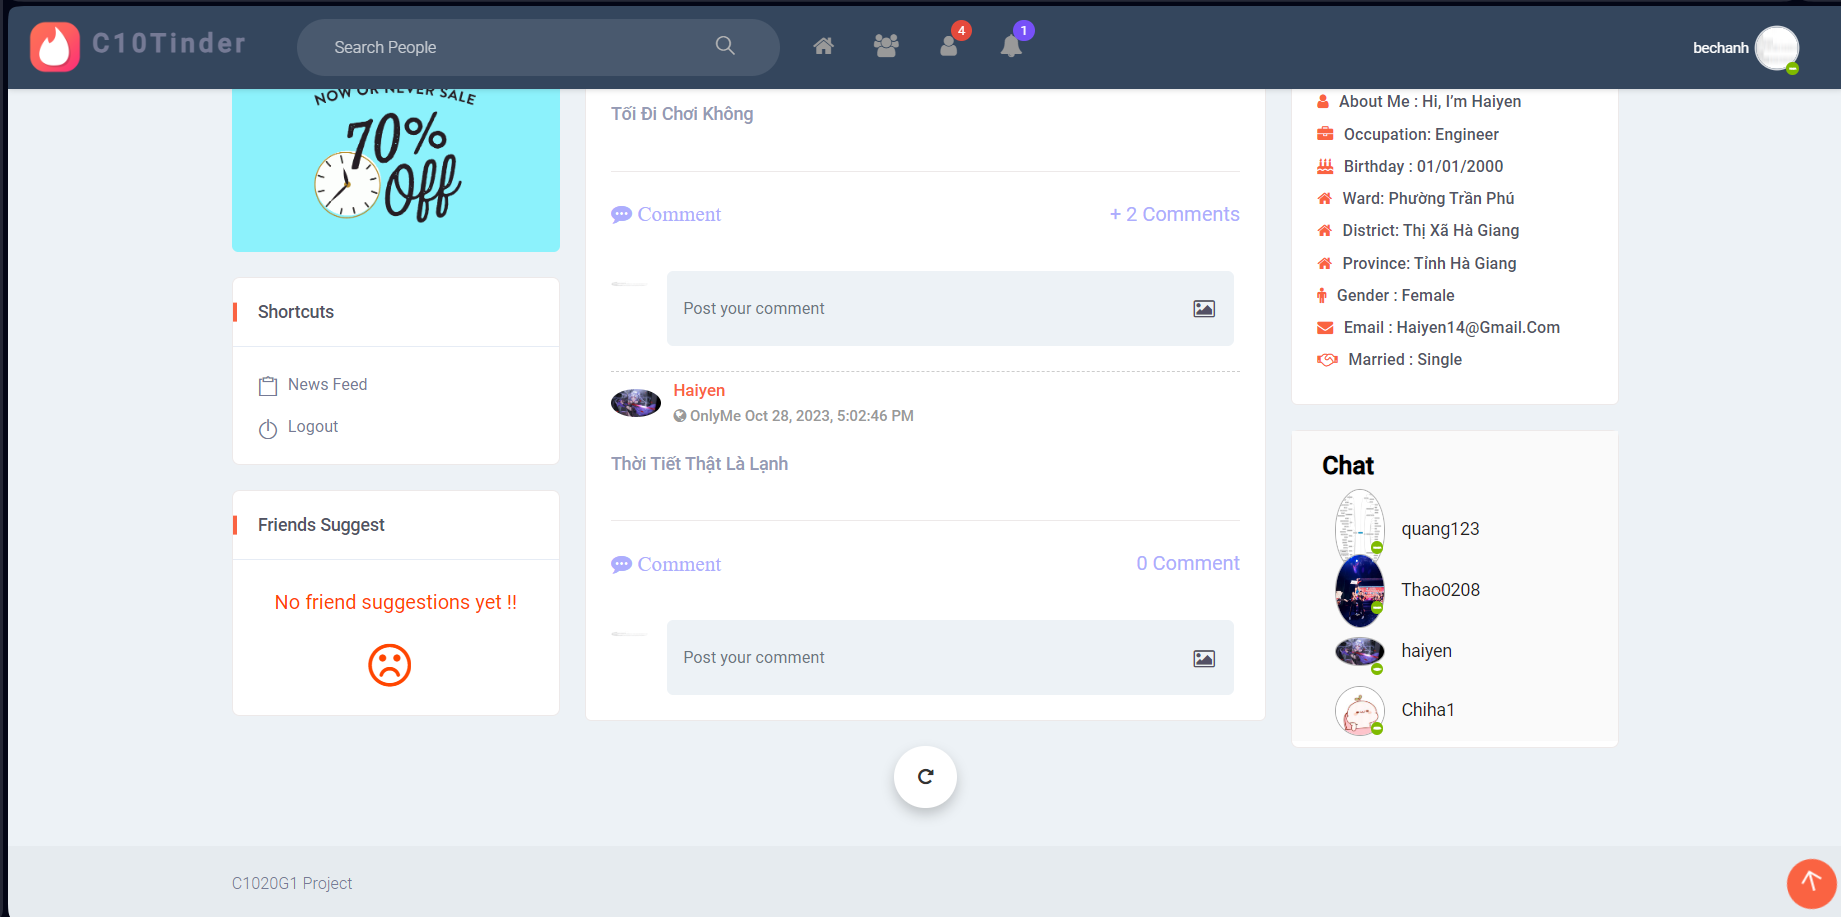 C10Tinder
Search People
4
1
bechanh
NOW OR NEVER SALE
70%
Off
Shortcuts
News Feed
Logout
Friends Suggest
No friend suggestions yet !!
Tối Đi Chơi Không
Comment
+ 2 Comments
Post your comment
Haiyen
OnlyMe Oct 28, 2023, 5:02:46 PM
Thời Tiết Thật Là Lạnh
Comment
0 Comment
Post your comment
About Me : Hi, I’m Haiyen
Occupation: Engineer
Birthday : 01/01/2000
Ward: Phường Trần Phú
District: Thị Xã Hà Giang
Province: Tỉnh Hà Giang
Gender : Female
Email : Haiyen14@Gmail.Com
Married : Single
Chat
quang123
Thao0208
haiyen
Chiha1
C1020G1 Project